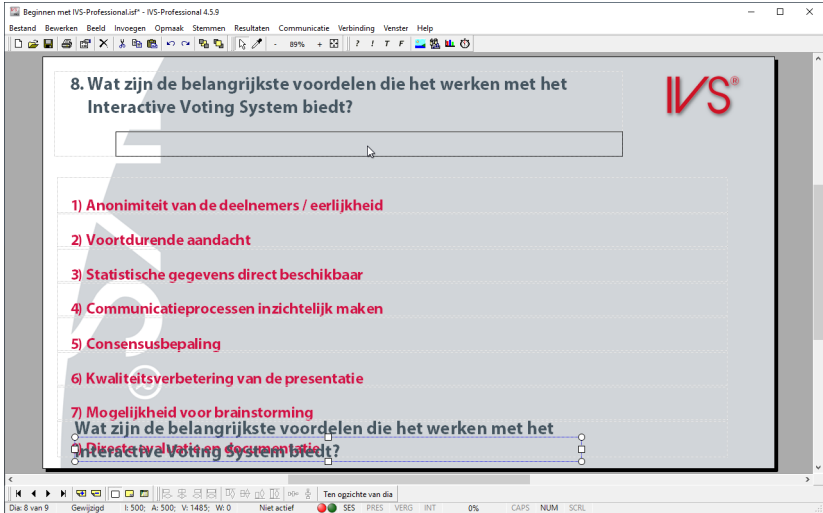 Beginnen met IVS-Professional.isf* - IVS-Professional 4.5.9
Bestand Bewerken Beeld Invoegen Opmaak Stemmen Resultaten Communicatie Verbinding Venster Help
- 89% + ? ! T F
8. Wat zijn de belangrijkste voordelen die het werken met het
Interactive Voting System biedt?
IVS®
1) Anonimiteit van de deelnemers / eerlijkheid
2) Voortdurende aandacht
3) Statistische gegevens direct beschikbaar
4) Communicatieprocessen inzichtelijk maken
5) Consensusbepaling
6) Kwaliteitsverbetering van de presentatie
7) Mogelijkheid voor brainstorming
Wat zijn de belangrijkste voordelen die het werken met het
8) Directe evaluatie en documentatie
Interactive Voting System biedt?
Ten opzichte van dia
Dia: 8 van 9 Gewijzigd I: 500; A: 500; V: 1485; W: 0 Niet actief SES PRES VERG INT 0% CAPS NUM SCRL